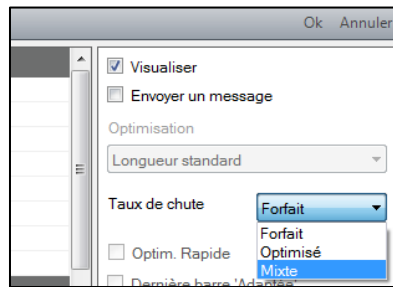 Ok Annuler
Visualiser
Envoyer un message
Optimisation
Longueur standard
Taux de chute Forfait
Forfait
Optim. Rapide Optimisé
Mixte
Dernière barre 'Adaptée'